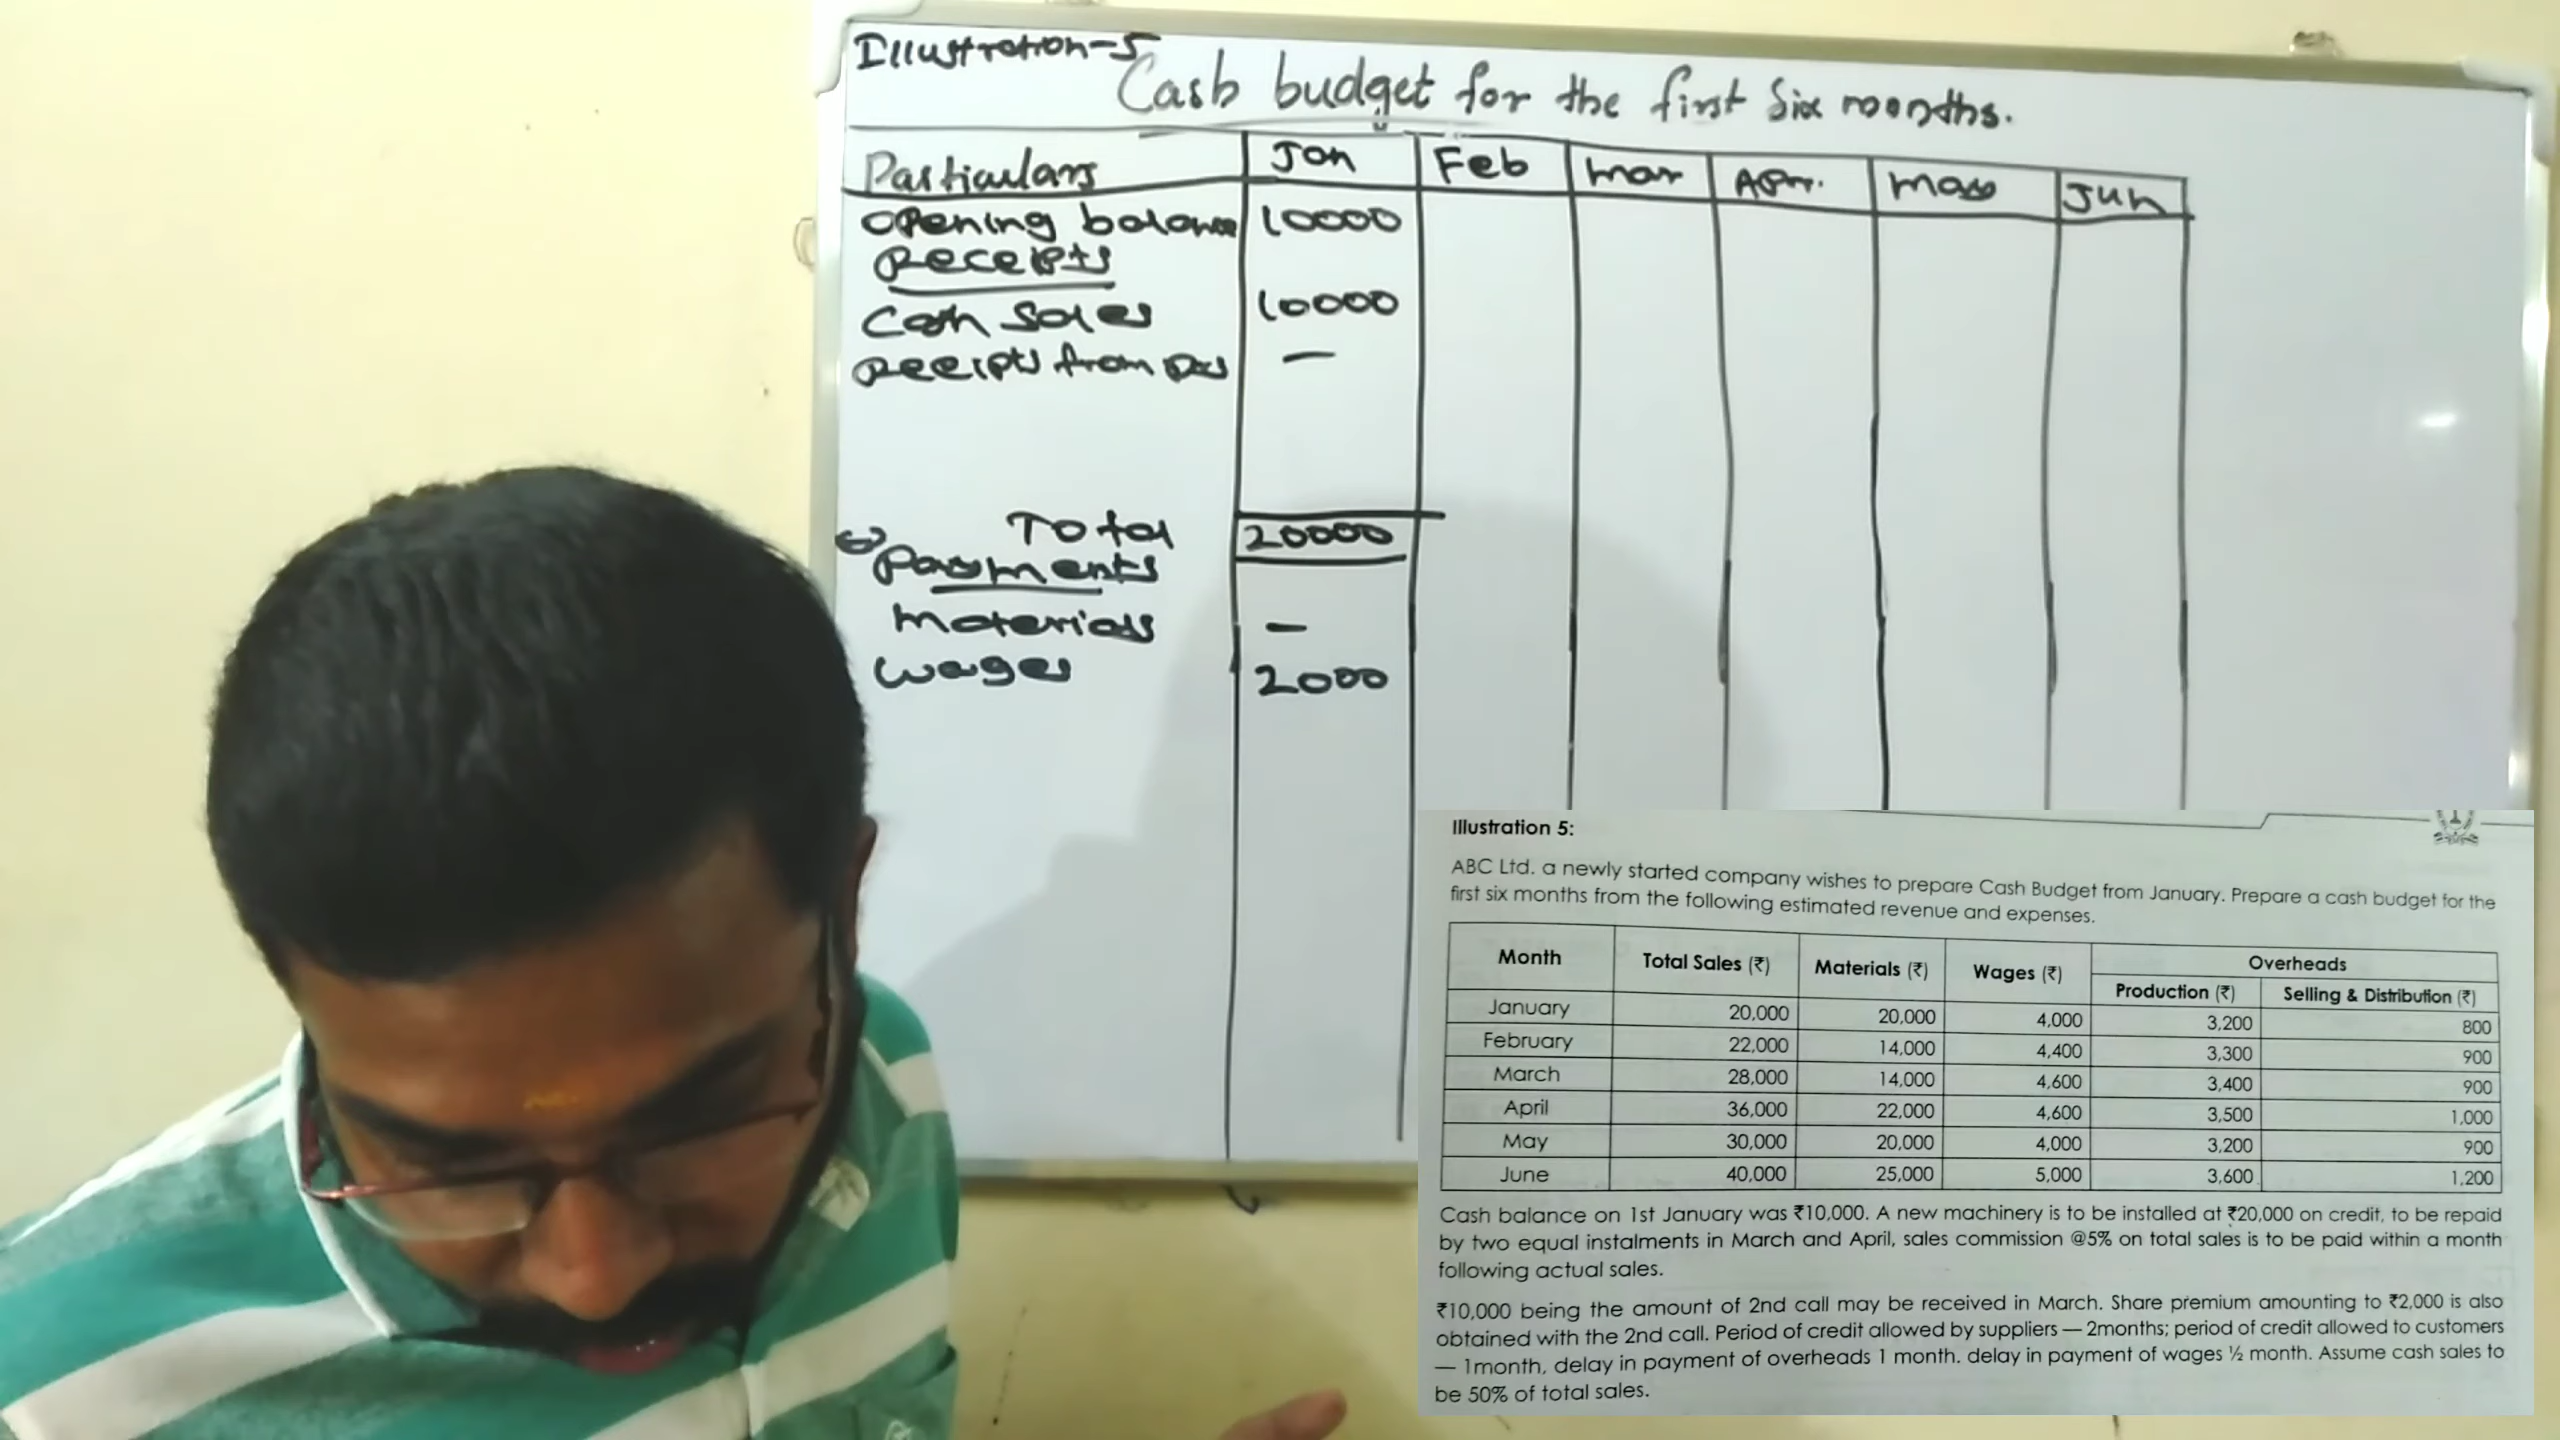 Illustration-5
Cash budget for the first Six months.
Particulars Jan Feb Mar Apr. May Jun
Opening balance 10000
Receipts
Cash Sales 10000
Receipts from Drs —
Total 20000
(-) Payments
Materials —
Wages 2000
Illustration 5:
ABC Ltd. a newly started company wishes to prepare Cash Budget from January. Prepare a cash budget for the
first six months from the following estimated revenue and expenses.
Month Total Sales (₹) Materials (₹) Wages (₹) Overheads
Production (₹) Selling & Distribution (₹)
January 20,000 20,000 4,000 3,200 800
February 22,000 14,000 4,400 3,300 900
March 28,000 14,000 4,600 3,400 900
April 36,000 22,000 4,600 3,500 1,000
May 30,000 20,000 4,000 3,200 900
June 40,000 25,000 5,000 3,600 1,200
Cash balance on 1st January was ₹10,000. A new machinery is to be installed at ₹20,000 on credit, to be repaid
by two equal instalments in March and April, sales commission @5% on total sales is to be paid within a month
following actual sales.
₹10,000 being the amount of 2nd call may be received in March. Share premium amounting to ₹2,000 is also
obtained with the 2nd call. Period of credit allowed by suppliers — 2months; period of credit allowed to customers
— 1month, delay in payment of overheads 1 month. delay in payment of wages ½ month. Assume cash sales to
be 50% of total sales.